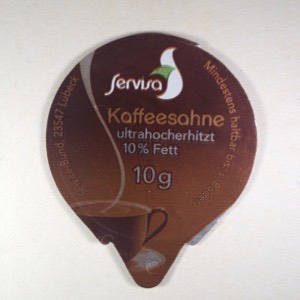 Servisa
Kaffeesahne
ultrahocherhitzt
10% Fett
10g
23547 Lübeck
Mindestens haltbar bis: